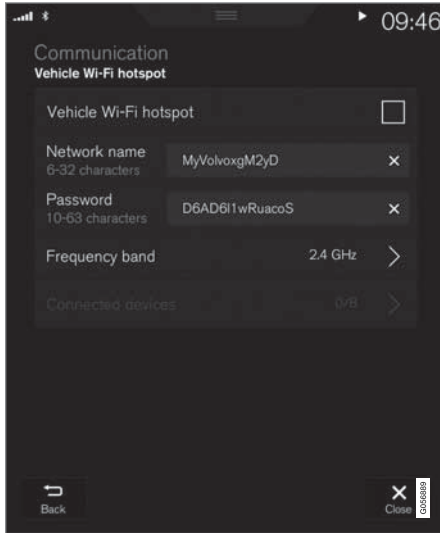 09:46
Communication
Vehicle Wi-Fi hotspot
Vehicle Wi-Fi hotspot
Network name
6-32 characters
MyVolvoxgM2yD
Password
10-63 characters
D6AD6l1wRuacoS
Frequency band
2.4 GHz
Connected devices
0/8
Back
Close
G056889